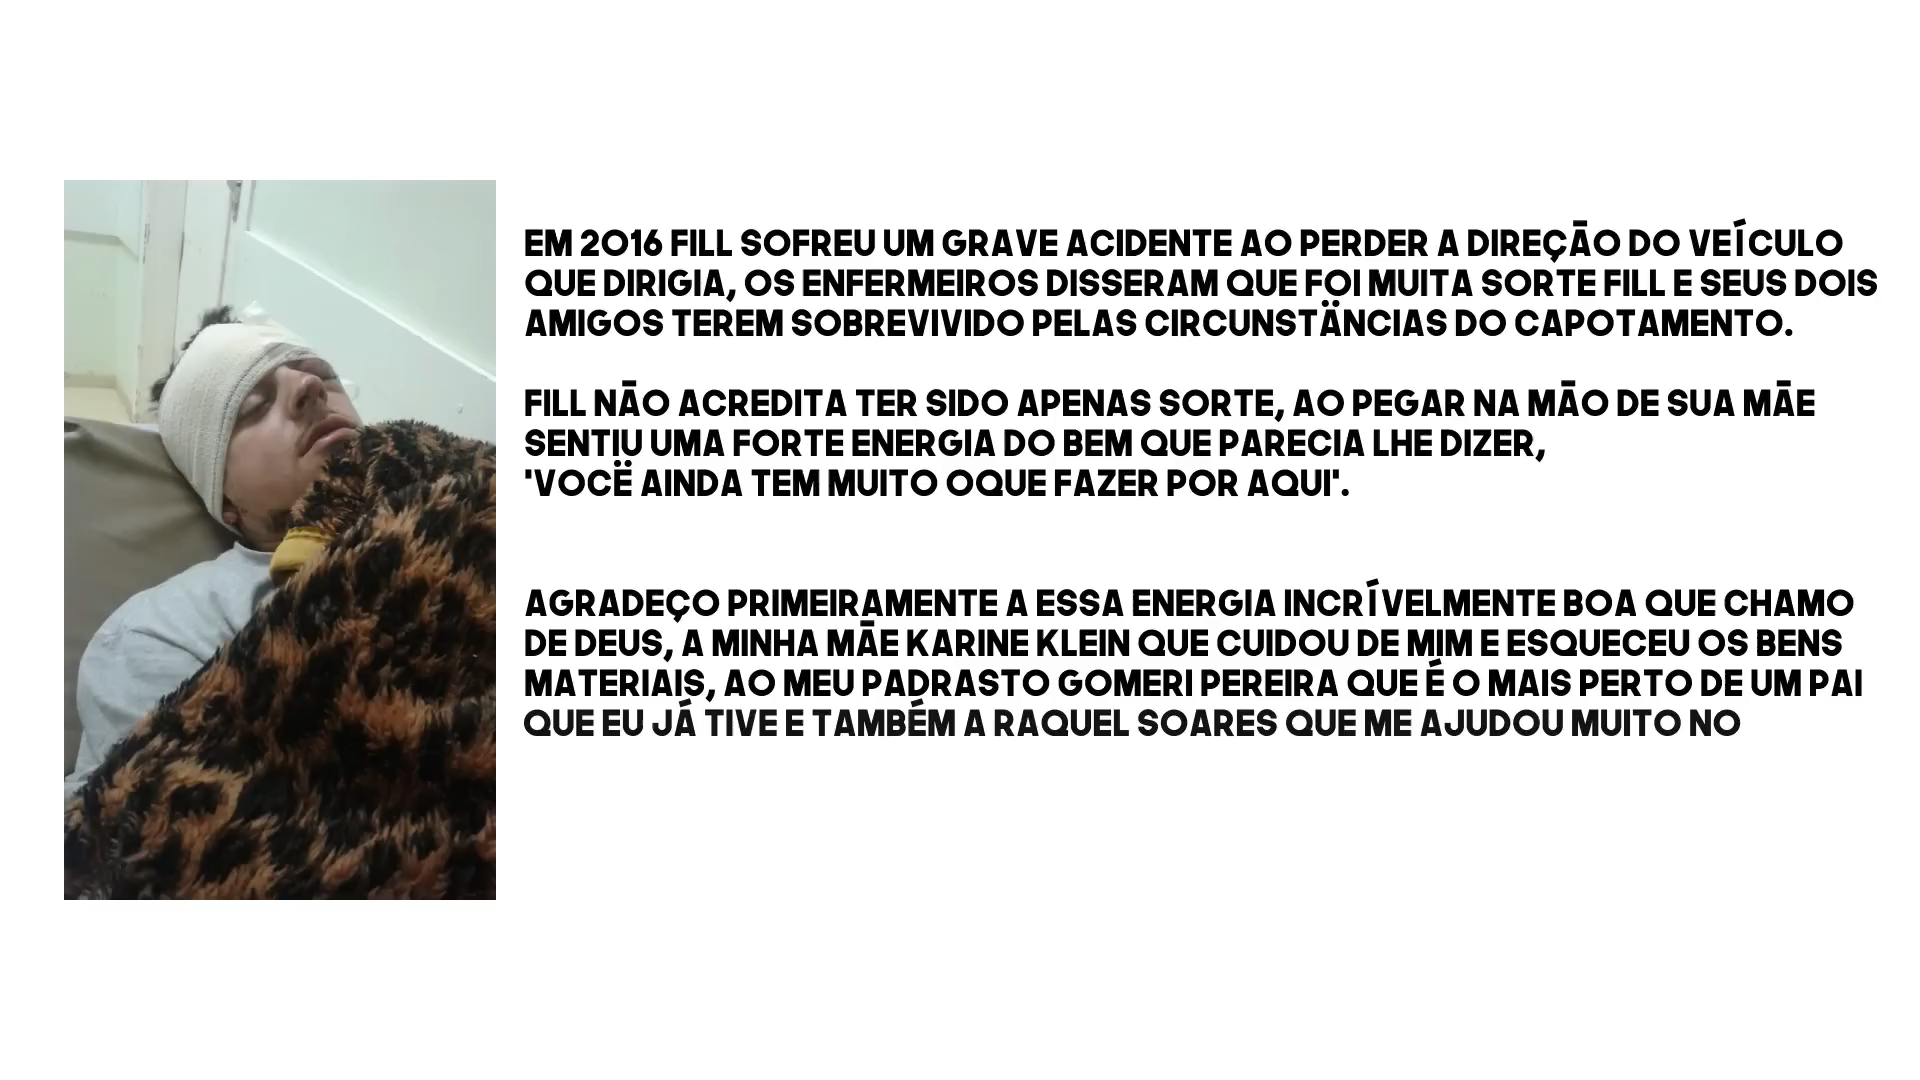 EM 2016 FILL SOFREU UM GRAVE ACIDENTE AO PERDER A DIREÇÃO DO VEÍCULO
QUE DIRIGIA, OS ENFERMEIROS DISSERAM QUE FOI MUITA SORTE FILL E SEUS DOIS
AMIGOS TEREM SOBREVIVIDO PELAS CIRCUNSTÄNCIAS DO CAPOTAMENTO.
FILL NÃO ACREDITA TER SIDO APENAS SORTE, AO PEGAR NA MÃO DE SUA MÃE
SENTIU UMA FORTE ENERGIA DO BEM QUE PARECIA LHE DIZER,
'VOCË AINDA TEM MUITO OQUE FAZER POR AQUI'.
AGRADEÇO PRIMEIRAMENTE A ESSA ENERGIA INCRÍVELMENTE BOA QUE CHAMO
DE DEUS, A MINHA MÃE KARINE KLEIN QUE CUIDOU DE MIM E ESQUECEU OS BENS
MATERIAIS, AO MEU PADRASTO GOMERI PEREIRA QUE É O MAIS PERTO DE UM PAI
QUE EU JÁ TIVE E TAMBÉM A RAQUEL SOARES QUE ME AJUDOU MUITO NO